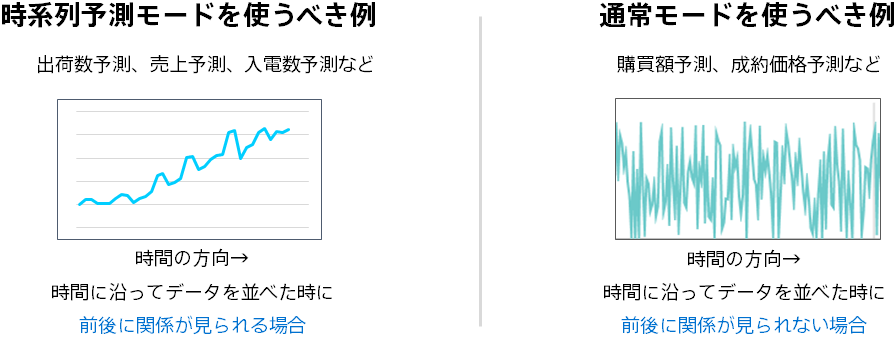 時系列予測モードを使うべき例
出荷数予測、売上予測、入電数予測など
時間の方向→
時間に沿ってデータを並べた時に
前後に関係が見られる場合
通常モードを使うべき例
購買額予測、成約価格予測など
時間の方向→
時間に沿ってデータを並べた時に
前後に関係が見られない場合